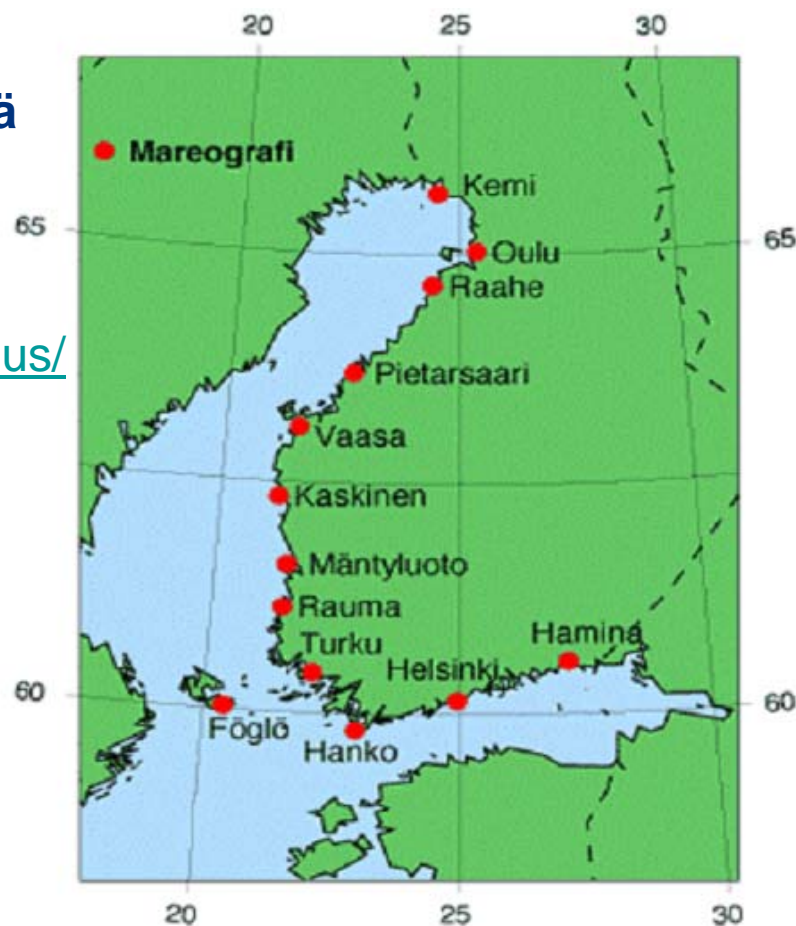 20 25 30
ä
Mareografi
Kemi
65 65
Oulu
Raahe
us/
Pietarsaari
Vaasa
Kaskinen
Mäntyluoto
Rauma
Hamina
Turku
Helsinki
60 60
Föglö
Hanko
20 25 30